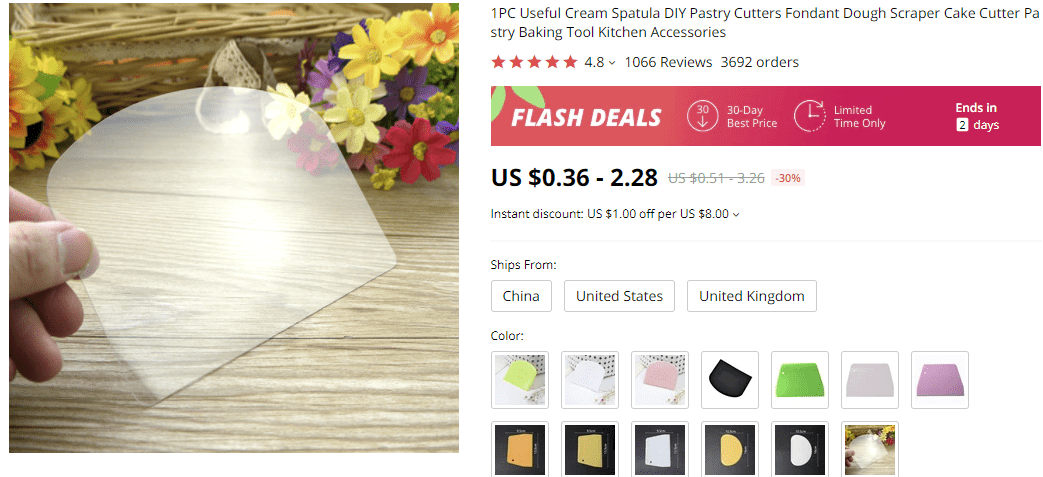 1PC Useful Cream Spatula DIY Pastry Cutters Fondant Dough Scraper Cake Cutter Pa
stry Baking Tool Kitchen Accessories
4.8 1066 Reviews 3692 orders
FLASH DEALS
30
30-Day
Best Price
Limited
Time Only
Ends in
2 days
US $0.36 - 2.28 US $0.51 - 3.26 -30%
Instant discount: US $1.00 off per US $8.00
Ships From:
China United States United Kingdom
Color: